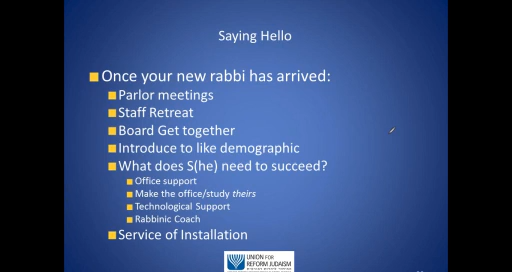 Saying Hello
Once your new rabbi has arrived:
Parlor meetings
Staff Retreat
Board Get together
Introduce to like demographic
What does S(he) need to succeed?
Office support
Make the office/study theirs
Technological Support
Rabbinic Coach
Service of Installation
UNION FOR
REFORM JUDAISM